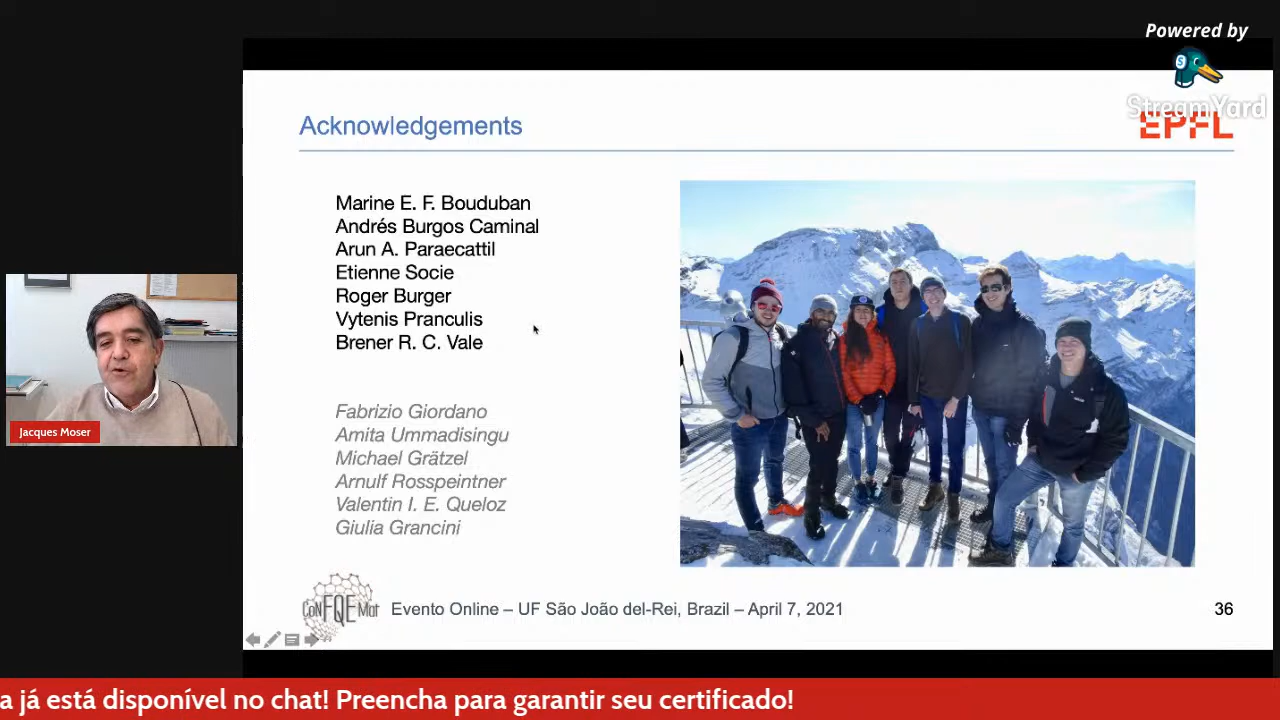 Powered by
StreamYard
Acknowledgements
EPFL
Marine E. F. Bouduban
Andrés Burgos Caminal
Arun A. Paraecattil
Etienne Socie
Roger Burger
Vytenis Pranculis
Brener R. C. Vale
Jacques Moser
Fabrizio Giordano
Amita Ummadisingu
Michael Grätzel
Arnulf Rosspeintner
Valentin I. E. Queloz
Giulia Grancini
CoNFQEMat
Evento Online – UF São João del-Rei, Brazil – April 7, 2021
36
a já está disponível no chat! Preencha para garantir seu certificado!